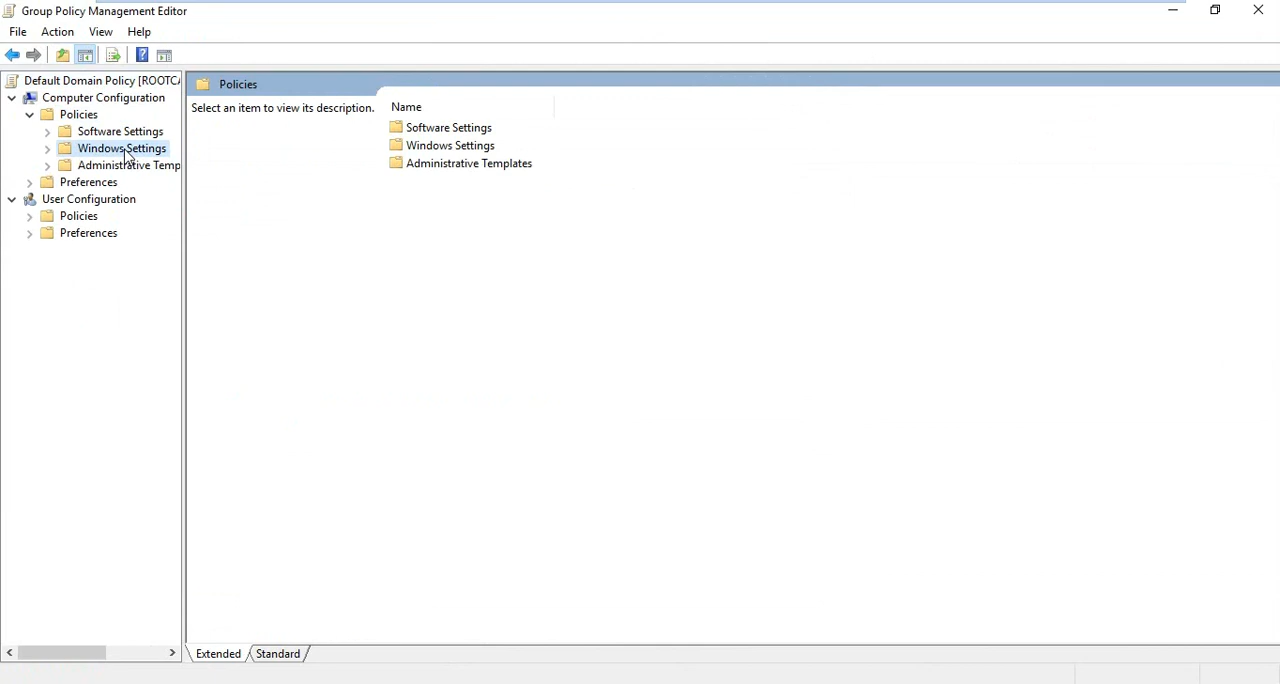 Group Policy Management Editor
File Action View Help
Default Domain Policy [ROOTCA
Computer Configuration
Policies
Software Settings
Windows Settings
Administrative Temp
Preferences
User Configuration
Policies
Preferences
Policies
Select an item to view its description.
Name
Software Settings
Windows Settings
Administrative Templates
Extended Standard